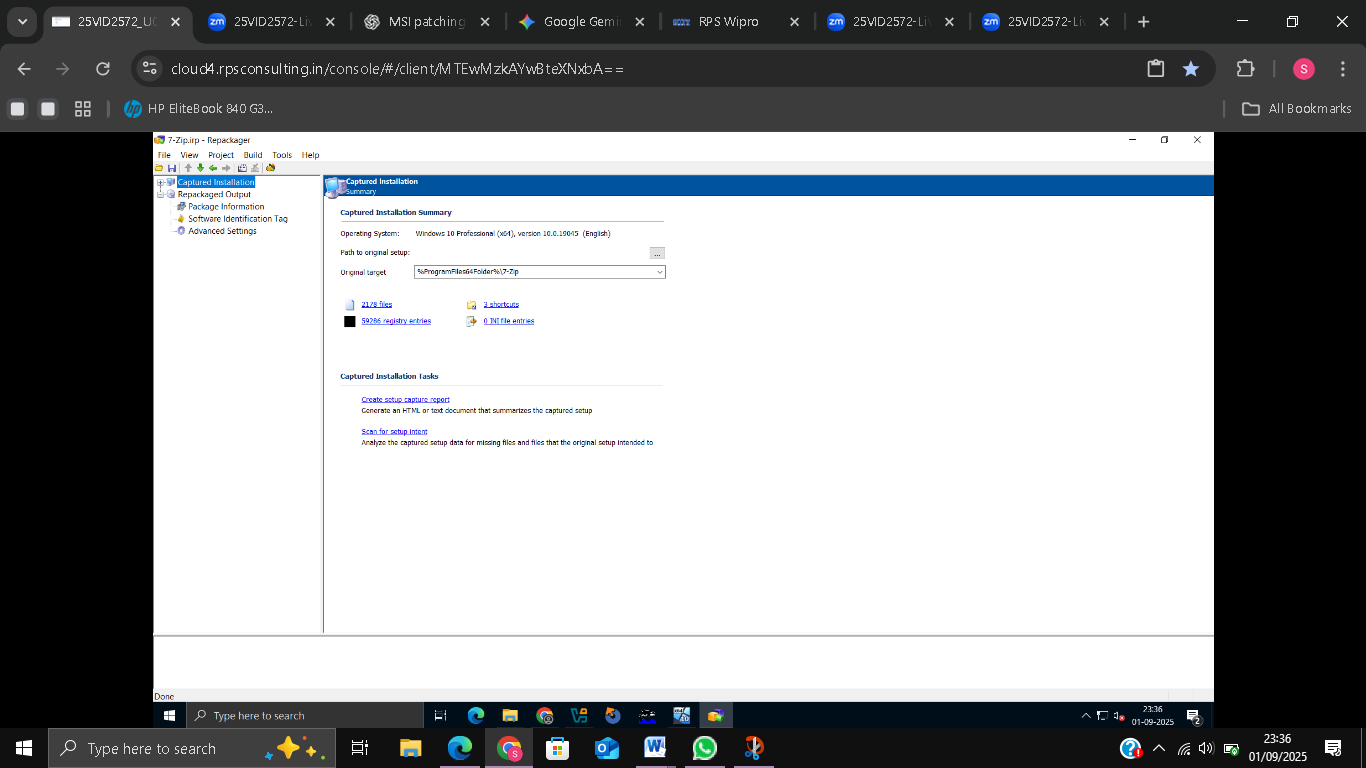 25VID2572_U(
25VID2572-Liv
MSI patching
Google Gemi
RPS Wipro
25VID2572-Liv
25VID2572-Liv
cloud4.rpsconsulting.in/console/#/client/MTEwMzkAYwBteXNxbA==
S
HP EliteBook 840 G3...
All Bookmarks
7-Zip.irp - Repackager
File View Project Build Tools Help
Captured Installation
Repackaged Output
Package Information
Software Identification Tag
Advanced Settings
Captured Installation
Summary
Captured Installation Summary
Operating System: Windows 10 Professional (x64), version 10.0.19045 (English)
Path to original setup: ...
Original target %ProgramFiles64Folder%\7-Zip
2178 files 3 shortcuts
59286 registry entries 0 INI file entries
Captured Installation Tasks
Create setup capture report
Generate an HTML or text document that summarizes the captured setup
Scan for setup intent
Analyze the captured setup data for missing files and files that the original setup intended to
Done
Type here to search
23:36
01-09-2025
2
Type here to search
23:36
01/09/2025